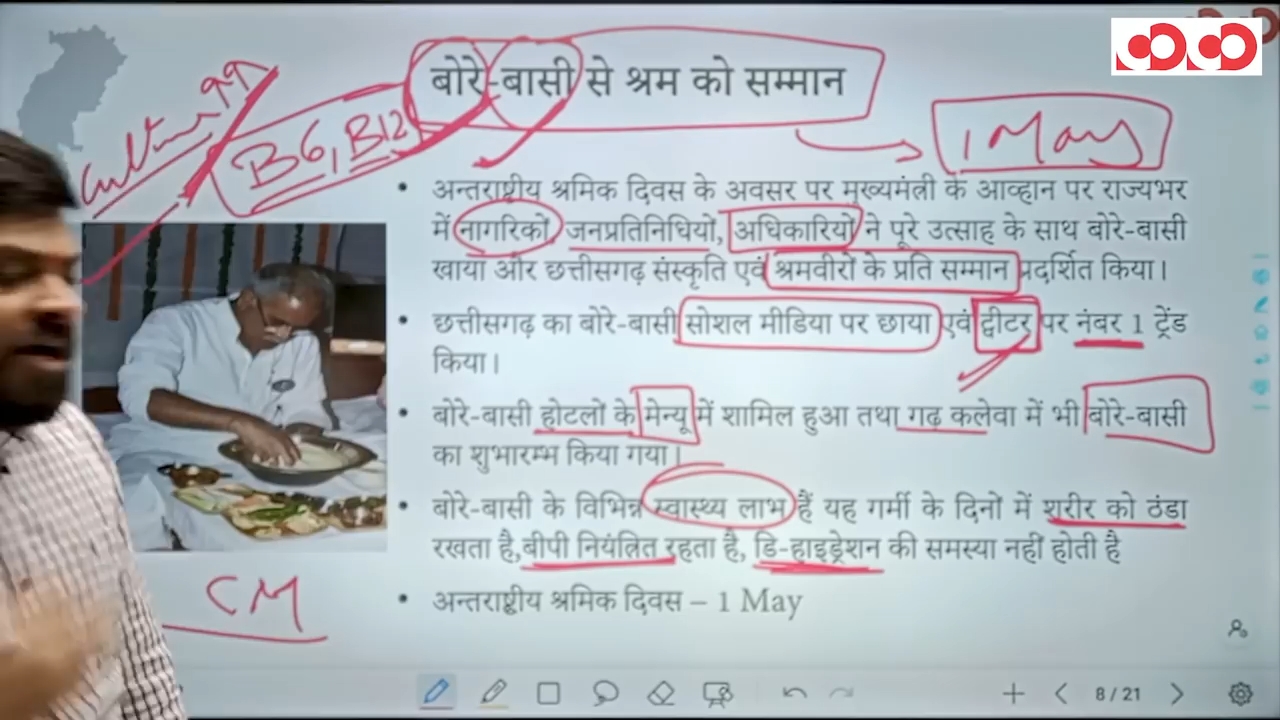 बोरे-बासी से श्रम को सम्मान
Culture
B6, B12
1 May
• अन्तराष्ट्रीय श्रमिक दिवस के अवसर पर मुख्यमंत्री के आव्हान पर राज्यभर
में नागरिकों, जनप्रतिनिधियों, अधिकारियों ने पूरे उत्साह के साथ बोरे-बासी
खाया और छत्तीसगढ़ संस्कृति एवं श्रमवीरों के प्रति सम्मान प्रदर्शित किया।
• छत्तीसगढ़ का बोरे-बासी सोशल मीडिया पर छाया एवं ट्वीटर पर नंबर 1 ट्रेंड
किया।
• बोरे-बासी होटलों के मेन्यू में शामिल हुआ तथा गढ़ कलेवा में भी बोरे-बासी
का शुभारम्भ किया गया।
• बोरे-बासी के विभिन्न स्वास्थ्य लाभ हैं यह गर्मी के दिनों में शरीर को ठंडा
रखता है, बीपी नियंत्रित रहता है, डि-हाइड्रेशन की समस्या नहीं होती है
• अन्तराष्ट्रीय श्रमिक दिवस – 1 May
CM
8 / 21